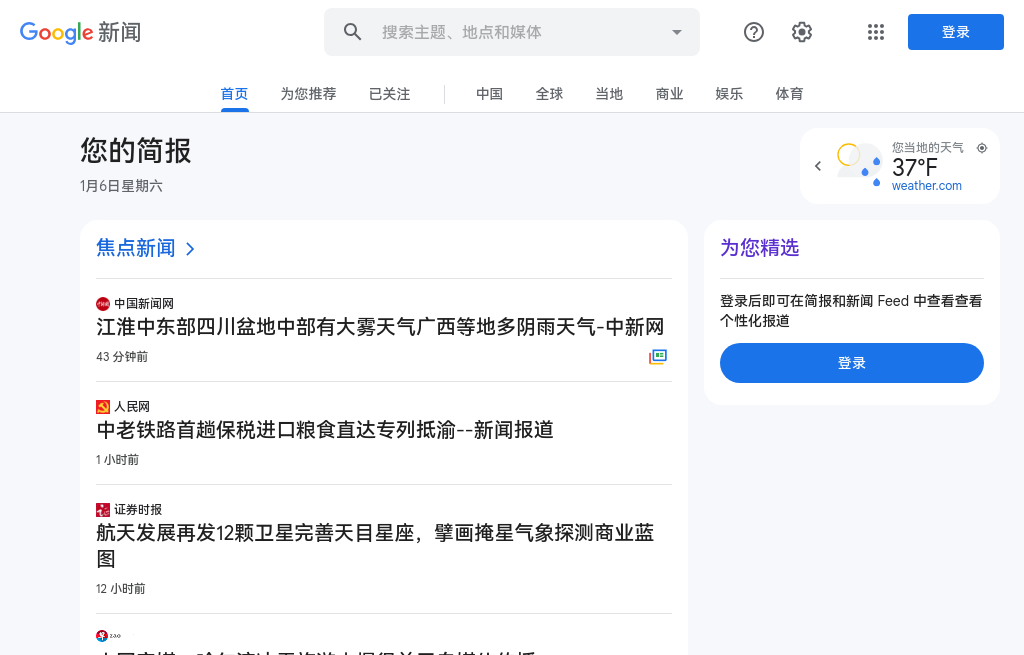 Google 新闻
搜索主题、地点和媒体
登录
首页 为您推荐 已关注 中国 全球 当地 商业 娱乐 体育
您的简报
1月6日星期六
您当地的天气
37°F
weather.com
焦点新闻
中国新闻网
江淮中东部四川盆地中部有大雾天气广西等地多阴雨天气-中新网
43 分钟前
人民网
中老铁路首趟保税进口粮食直达专列抵渝--新闻报道
1 小时前
证券时报
航天发展再发12颗卫星完善天目星座，擘画掩星气象探测商业蓝
图
12 小时前
为您精选
登录后即可在简报和新闻 Feed 中查看查看
个性化报道
登录